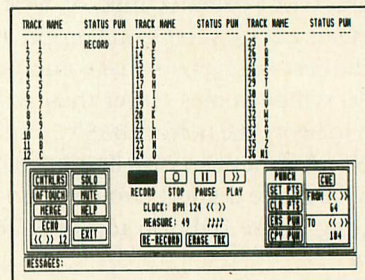 TRACK NAME STATUS PUN TRACK NAME STATUS PUN TRACK NAME STATUS PUN
1 1 RECORD 13 D 25 P
2 2 14 E 26 Q
3 3 15 F 27 R
4 4 16 G 28 S
5 5 17 H 29 T
6 6 18 I 30 U
7 7 19 J 31 V
8 8 20 K 32 W
9 9 21 L 33 X
10 A 22 M 34 Y
11 B 23 N 35 Z
12 C 24 O 36 N1
CNTRLRS SOLO
AFTOUCH MUTE
MERGE HELP
ECHO
<< >> 12 EXIT
RECORD STOP PAUSE PLAY
CLOCK: BPM 124 << >>
MEASURE: 49 ♪♪♪♪
RE-RECORD ERASE TRK
PUNCH CUE
SET PTS FROM << >>
CLR PTS 64
ERS PUN TO << >>
CPY PUN 104
MESSAGES: